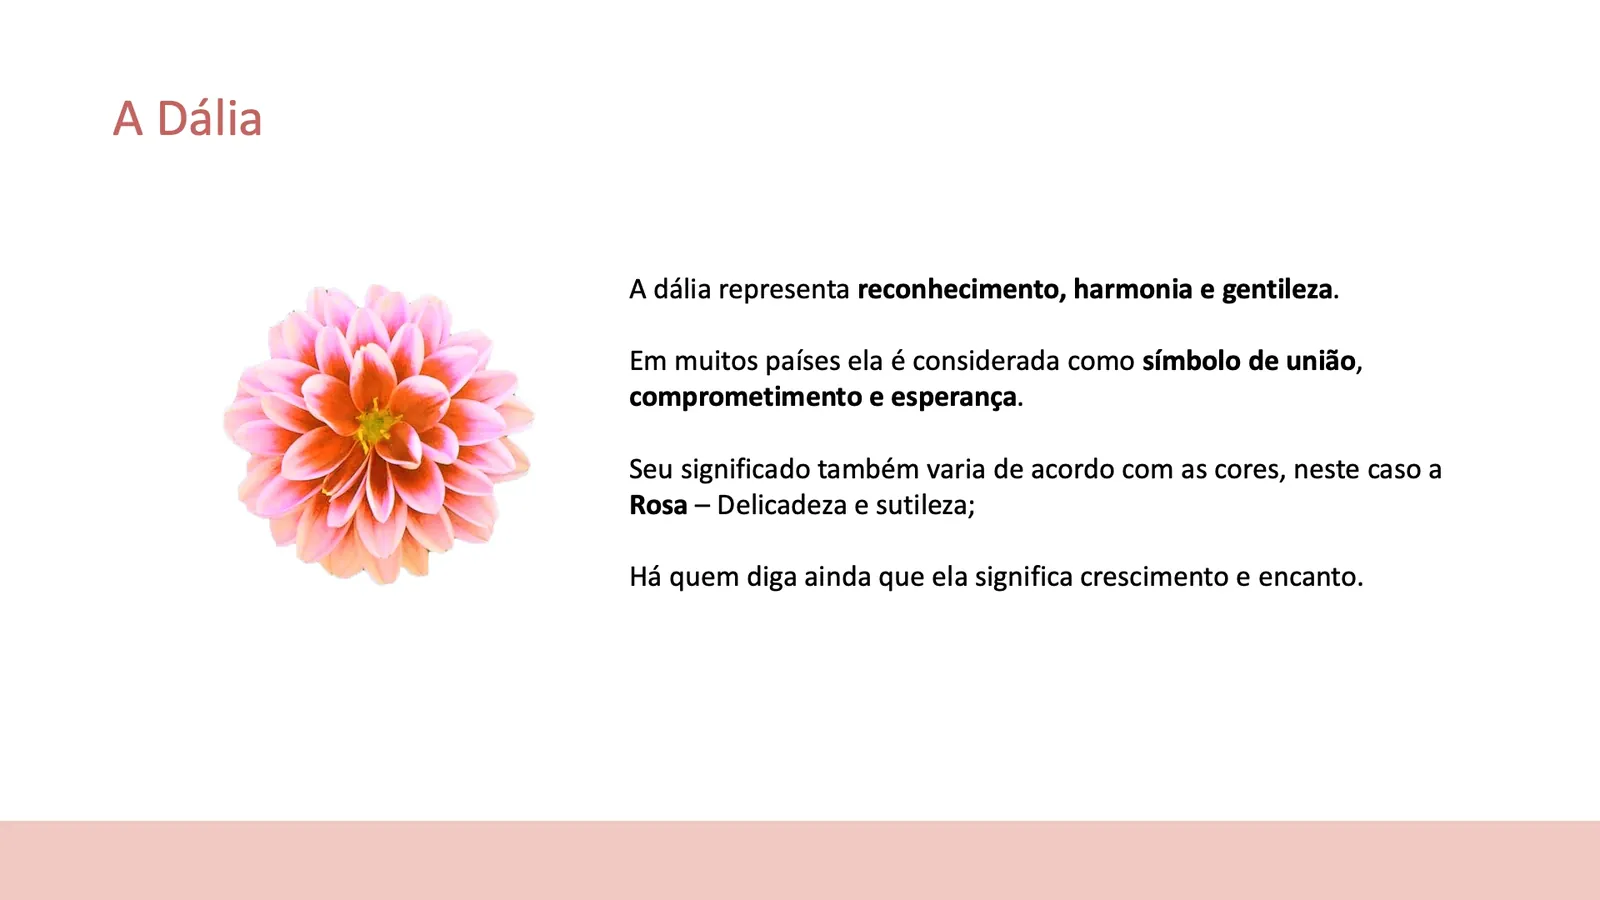 A Dália
A dália representa reconhecimento, harmonia e gentileza.
Em muitos países ela é considerada como símbolo de união,
comprometimento e esperança.
Seu significado também varia de acordo com as cores, neste caso a
Rosa – Delicadeza e sutileza;
Há quem diga ainda que ela significa crescimento e encanto.